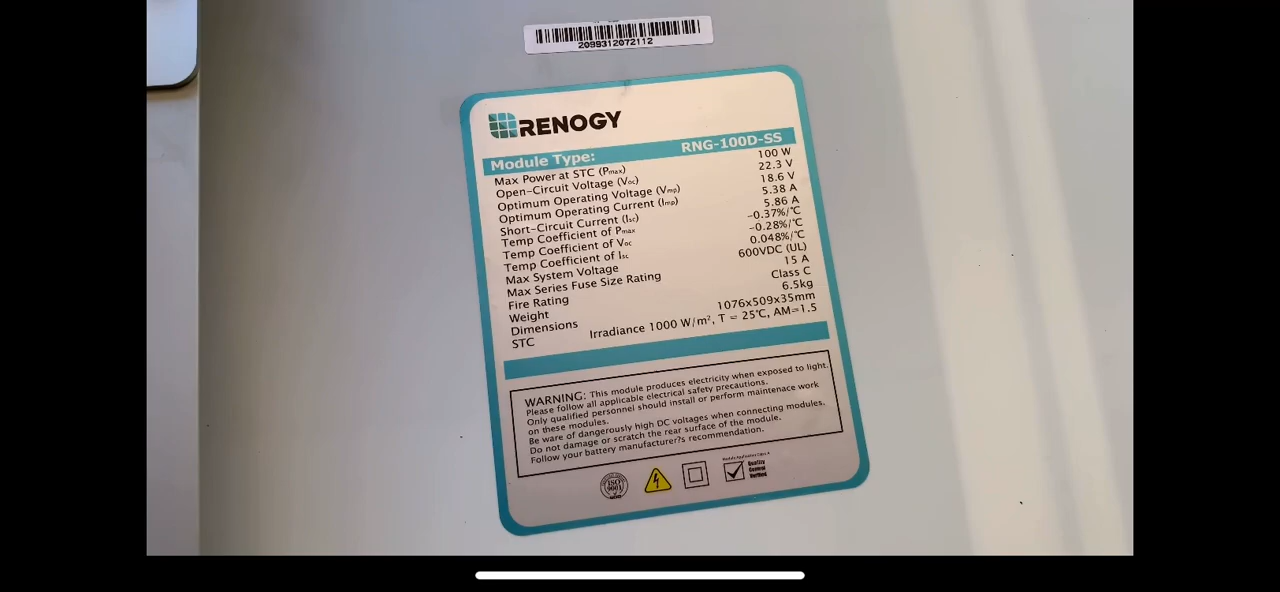 2099312072112
RENOGY
Module Type: RNG-100D-SS
Max Power at STC (Pmax) 100 W
Open-Circuit Voltage (Voc) 22.3 V
Optimum Operating Voltage (Vmp) 18.6 V
Optimum Operating Current (Imp) 5.38 A
Short-Circuit Current (Isc) 5.86 A
Temp Coefficient of Pmax -0.37%/℃
Temp Coefficient of Voc -0.28%/℃
Temp Coefficient of Isc 0.048%/℃
Max System Voltage 600VDC (UL)
Max Series Fuse Size Rating 15 A
Fire Rating Class C
Weight 6.5kg
Dimensions 1076x509x35mm
STC Irradiance 1000 W/m², T = 25℃, AM=1.5
WARNING: This module produces electricity when exposed to light.
Please follow all applicable electrical safety precautions.
Only qualified personnel should install or perform maintenace work
on these modules.
Be ware of dangerously high DC voltages when connecting modules.
Do not damage or scratch the rear surface of the module.
Follow your battery manufacturer?s recommendation.
ISO
9001
Quality
Control
Verified